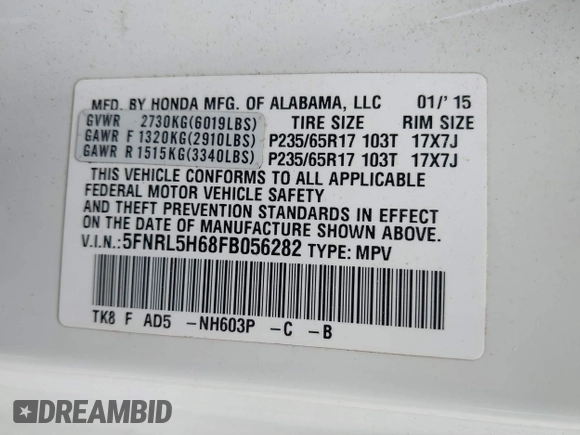 MFD. BY HONDA MFG. OF ALABAMA, LLC 01/'15
GVWR 2730KG(6019LBS) TIRE SIZE RIM SIZE
GAWR F 1320KG(2910LBS) P235/65R17 103T 17X7J
GAWR R 1515KG(3340LBS) P235/65R17 103T 17X7J
THIS VEHICLE CONFORMS TO ALL APPLICABLE
FEDERAL MOTOR VEHICLE SAFETY
AND THEFT PREVENTION STANDARDS IN EFFECT
ON THE DATE OF MANUFACTURE SHOWN ABOVE.
V.I.N.:5FNRL5H68FB056282 TYPE: MPV
TK8 F AD5 -NH603P -C -B
DREAMBID